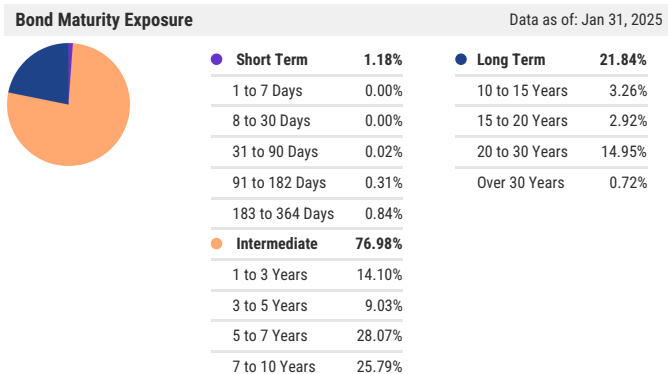 Bond Maturity Exposure
Data as of: Jan 31, 2025
Short Term 1.18%
1 to 7 Days 0.00%
8 to 30 Days 0.00%
31 to 90 Days 0.02%
91 to 182 Days 0.31%
183 to 364 Days 0.84%
Intermediate 76.98%
1 to 3 Years 14.10%
3 to 5 Years 9.03%
5 to 7 Years 28.07%
7 to 10 Years 25.79%
Long Term 21.84%
10 to 15 Years 3.26%
15 to 20 Years 2.92%
20 to 30 Years 14.95%
Over 30 Years 0.72%